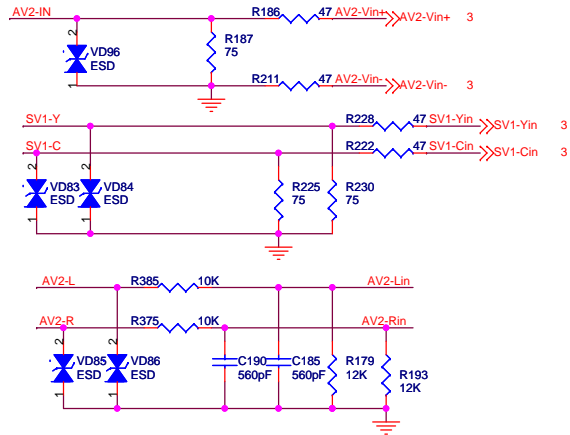 AV2-IN R186 47 AV2-Vin+ AV2-Vin+ 3
2
VD96
ESD
1
R187
75
R211 47 AV2-Vin- AV2-Vin- 3
SV1-Y R228 47 SV1-Yin SV1-Yin 3
SV1-C R222 47 SV1-Cin SV1-Cin 3
2 2
VD83 VD84 R225 R230
ESD ESD 75 75
1 1
AV2-L R385 10K AV2-Lin
AV2-R R375 10K AV2-Rin
2 2
VD85 VD86 C190 C185 R179 R193
ESD ESD 560pF 560pF 12K 12K
1 1